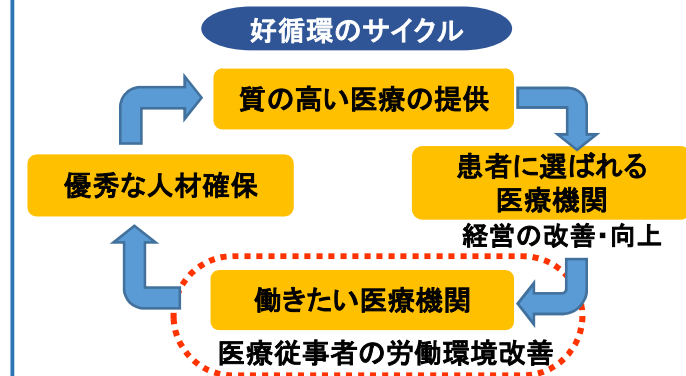 好循環のサイクル
質の高い医療の提供
患者に選ばれる
医療機関
経営の改善・向上
優秀な人材確保
働きたい医療機関
医療従事者の労働環境改善